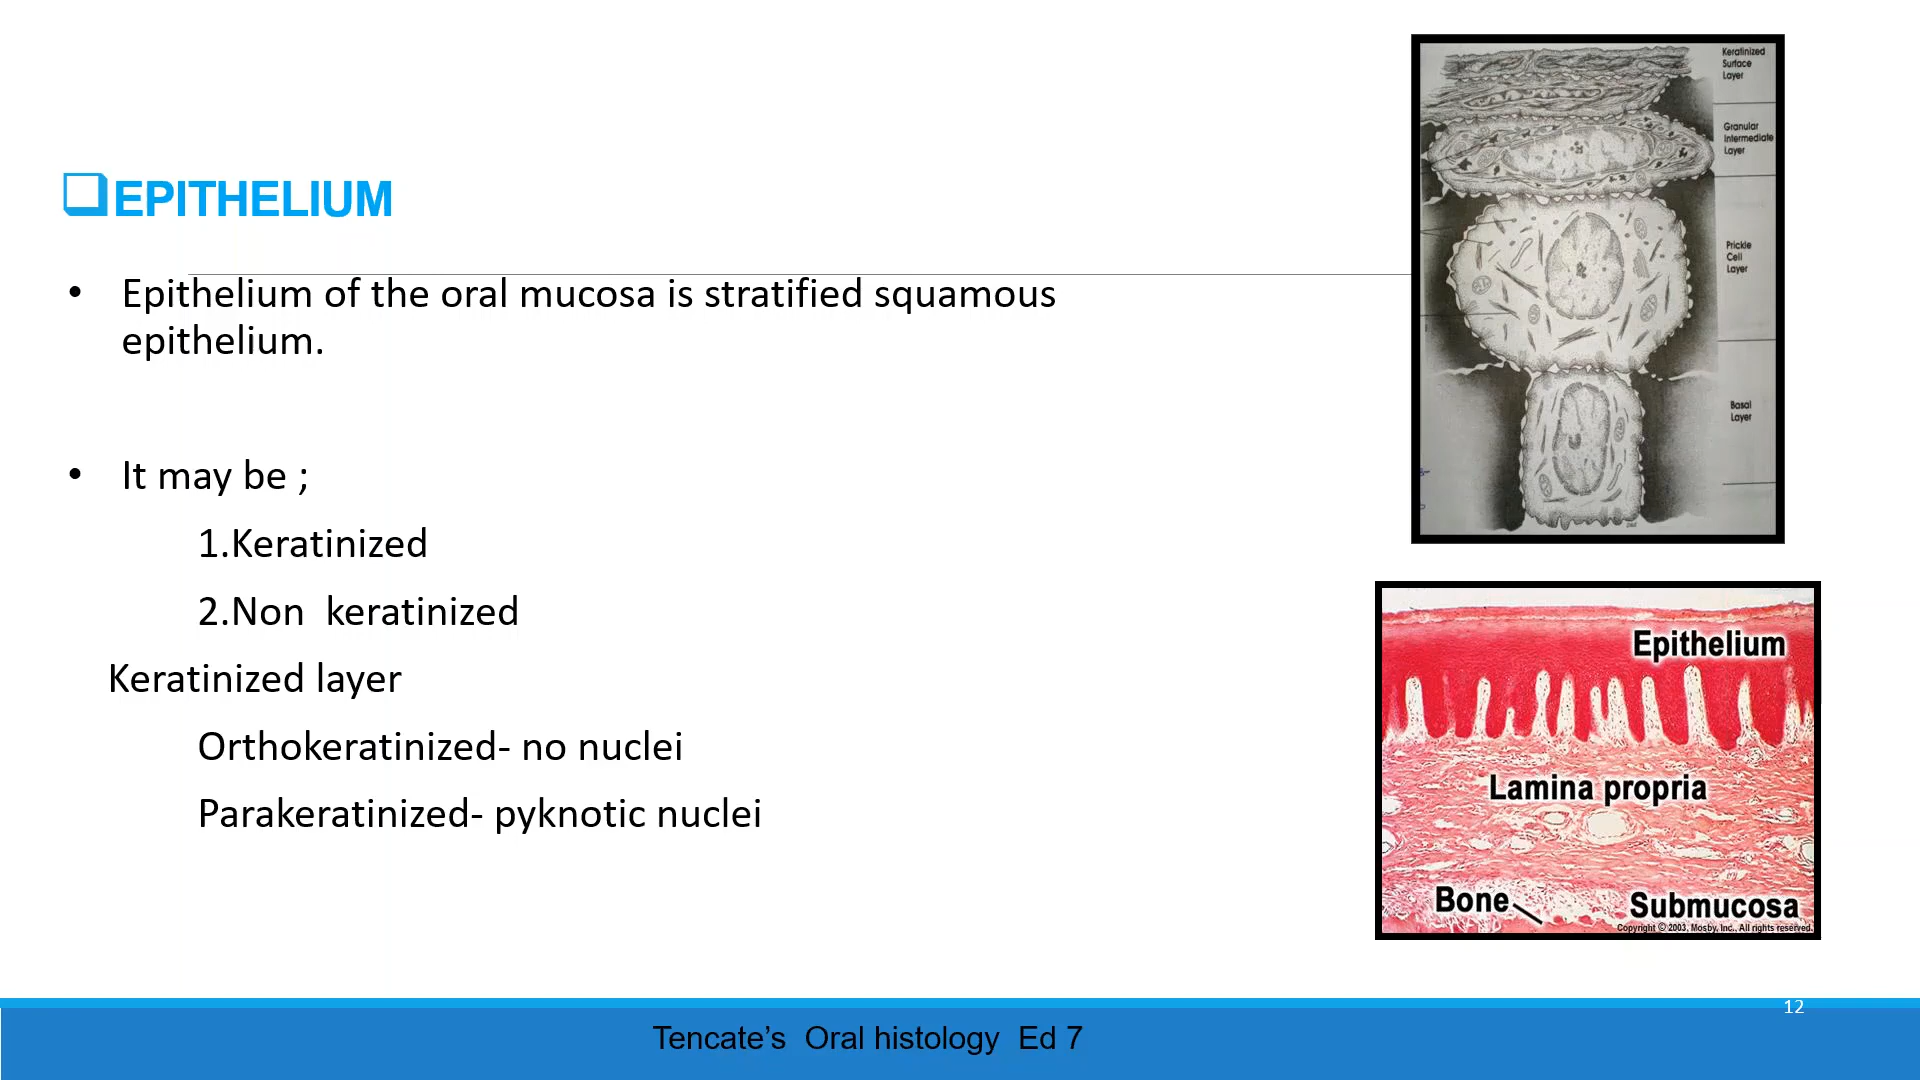 ❑EPITHELIUM
• Epithelium of the oral mucosa is stratified squamous
epithelium.
• It may be ;
1.Keratinized
2.Non keratinized
Keratinized layer
Orthokeratinized- no nuclei
Parakeratinized- pyknotic nuclei
Keratinized
Surface
Layer
Granular
Intermediate
Layer
Prickle
Cell
Layer
Basal
Layer
Epithelium
Lamina propria
Bone
Submucosa
Copyright © 2003, Mosby, Inc., All rights reserved.
12
Tencate’s Oral histology Ed 7